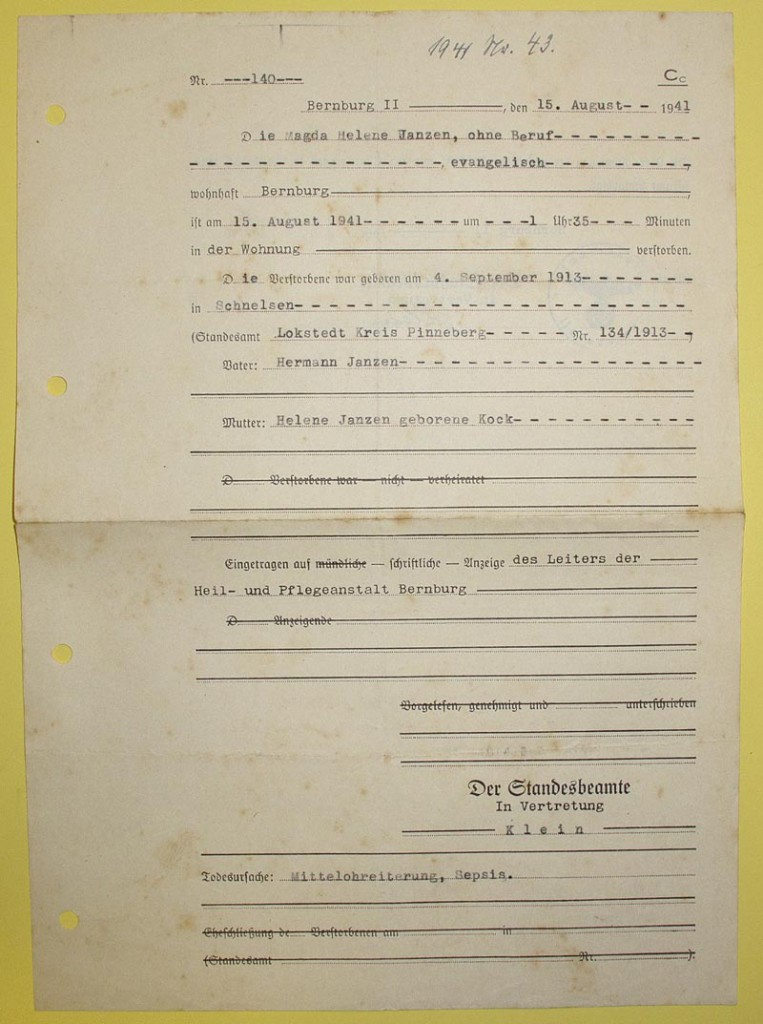 1941 No. 43.
Nr. ---140---
Cc
Bernburg II, den 15. August- - 1941
Die Magda Helene Janzen, ohne Beruf- - - - - - - - -
- - - - - - - - - - - - - - -, evangelisch- - - - - - - - -,
wohnhaft Bernburg,
ist am 15. August 1941- - - - - - um - - -1 Uhr 35- - - Minuten
in der Wohnung verstorben.
Die Verstorbene war geboren am 4. September 1913- - - - - - -
in Schnelsen- - - - - - - - - - - - - - - - - - - - - - -
(Standesamt Lokstedt Kreis Pinneberg- - - - - Nr. 134/1913- -)
Vater: Hermann Janzen- - - - - - - - - - - - - - - - - -
Mutter: Helene Janzen geborene Kock- - - - - - - - - - -
D Verstorbene war — nicht — verheiratet
Eingetragen auf mündliche — schriftliche — Anzeige des Leiters der
Heil- und Pflegeanstalt Bernburg
D Anzeigende
Vorgelesen, genehmigt und unterschrieben
Der Standesbeamte
In Vertretung
Klein
Todesursache: Mittelohreiterung, Sepsis.
Eheschließung de Verstorbenen am in
(Standesamt Nr. ).